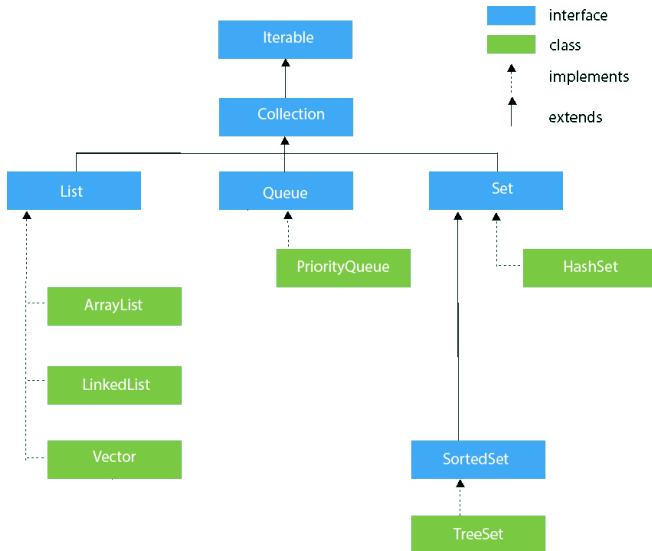 Iterable
interface
class
implements
extends
Collection
List
Queue
Set
PriorityQueue
HashSet
ArrayList
LinkedList
Vector
SortedSet
TreeSet